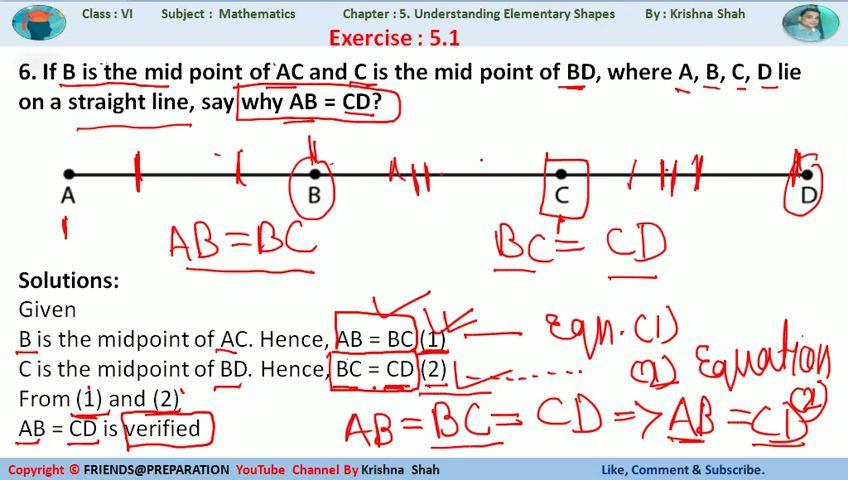 Class : VI Subject : Mathematics Chapter : 5. Understanding Elementary Shapes By : Krishna Shah
Exercise : 5.1
6. If B is the mid point of AC and C is the mid point of BD, where A, B, C, D lie
on a straight line, say why AB = CD?
A B C D
AB = BC BC = CD
Solutions:
Given
B is the midpoint of AC. Hence, AB = BC (1)
Eqn. (1)
C is the midpoint of BD. Hence, BC = CD (2)
Equation
From (1) and (2)
AB = BC = CD => AB = CD
AB = CD is verified
Copyright © FRIENDS@PREPARATION YouTube Channel By Krishna Shah Like, Comment & Subscribe.